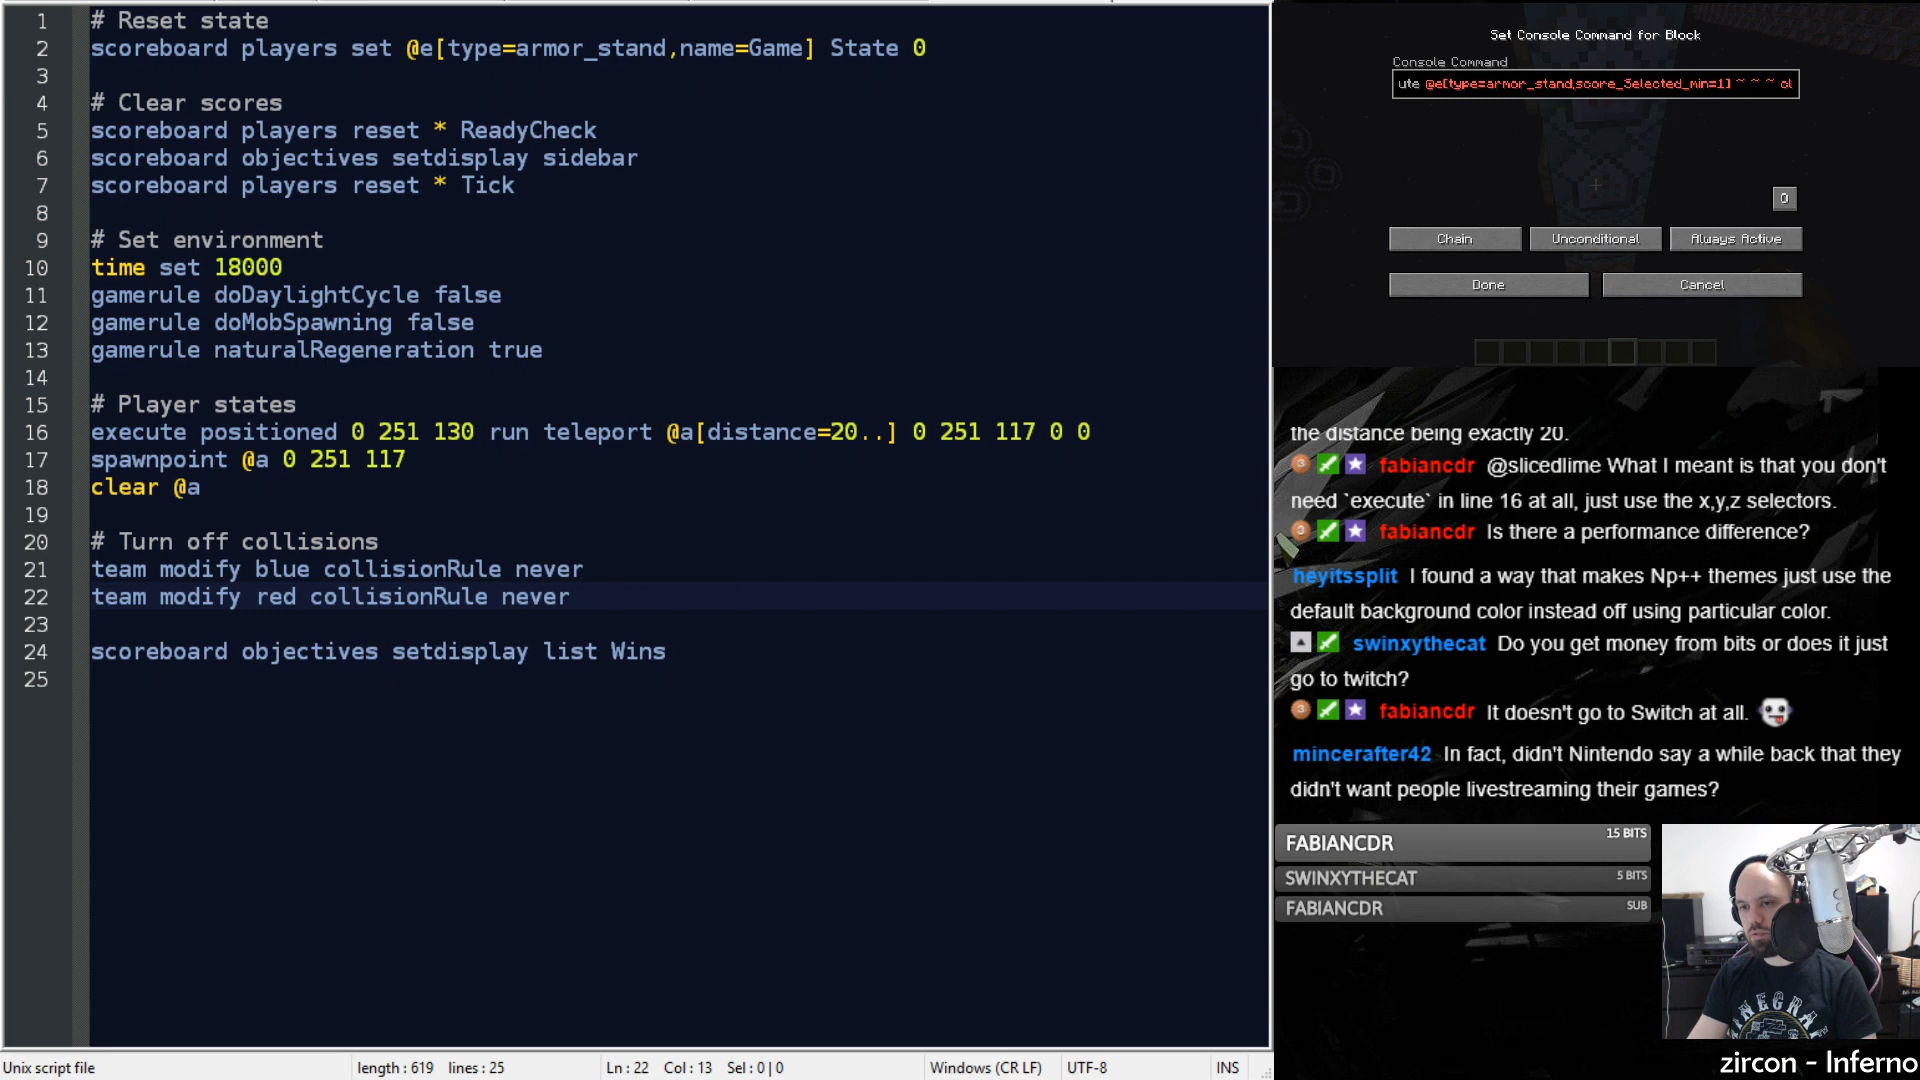 1 # Reset state
2 scoreboard players set @e[type=armor_stand,name=Game] State 0
3
4 # Clear scores
5 scoreboard players reset * ReadyCheck
6 scoreboard objectives setdisplay sidebar
7 scoreboard players reset * Tick
8
9 # Set environment
10 time set 18000
11 gamerule doDaylightCycle false
12 gamerule doMobSpawning false
13 gamerule naturalRegeneration true
14
15 # Player states
16 execute positioned 0 251 130 run teleport @a[distance=20..] 0 251 117 0 0
17 spawnpoint @a 0 251 117
18 clear @a
19
20 # Turn off collisions
21 team modify blue collisionRule never
22 team modify red collisionRule never
23
24 scoreboard objectives setdisplay list Wins
25
Unix script file length : 619 lines : 25 Ln : 22 Col : 13 Sel : 0 | 0 Windows (CR LF) UTF-8 INS
Set Console Command for Block
Console Command
ute @e[type=armor_stand,score_Selected_min=1] ~ ~ ~ cl
0
Chain Unconditional Always Active
Done Cancel
the distance being exactly 20.
fabiancdr @slicedlime What I meant is that you don't
need `execute` in line 16 at all, just use the x,y,z selectors.
fabiancdr Is there a performance difference?
heyitssplit I found a way that makes Np++ themes just use the
default background color instead off using particular color.
swinxythecat Do you get money from bits or does it just
go to twitch?
fabiancdr It doesn't go to Switch at all.
mincerafter42 In fact, didn't Nintendo say a while back that they
didn't want people livestreaming their games?
FABIANCDR 15 BITS
SWINXYTHECAT 5 BITS
FABIANCDR SUB
zircon - Inferno